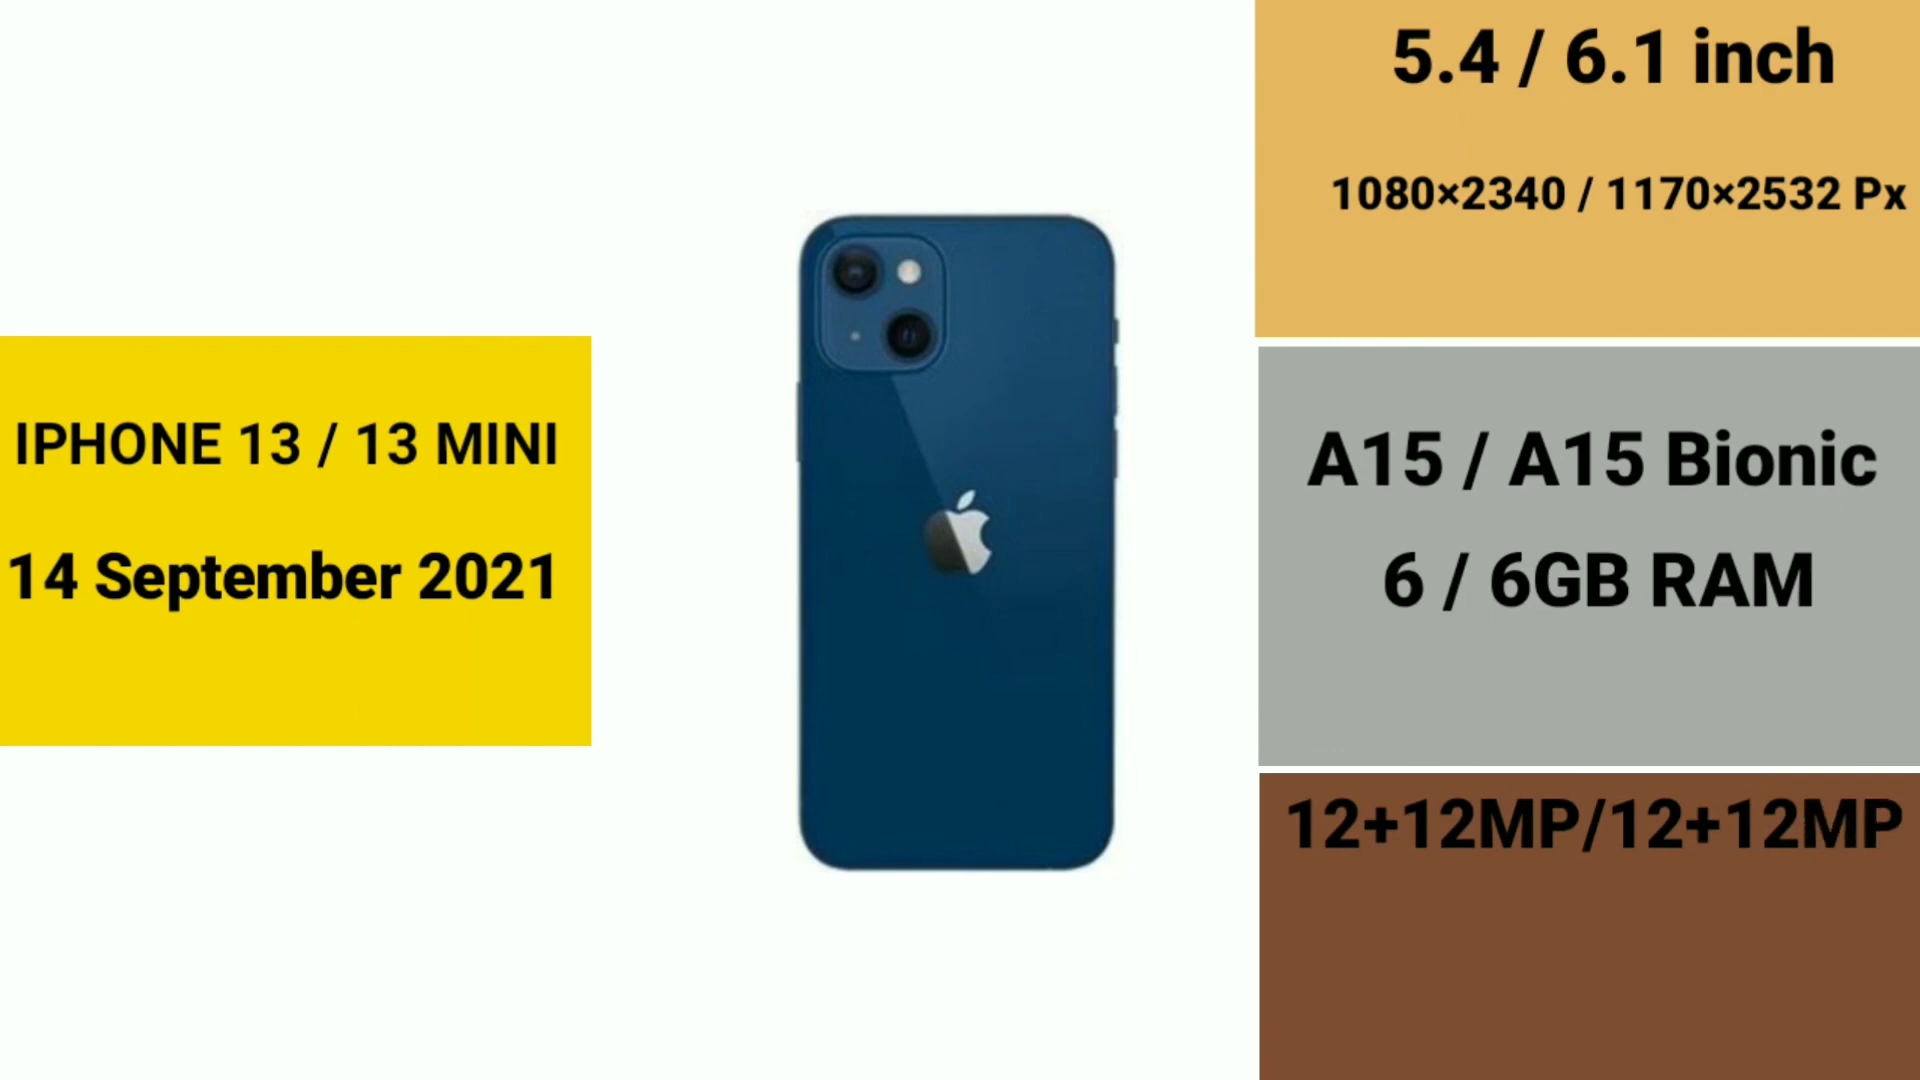 IPHONE 13 / 13 MINI
14 September 2021
5.4 / 6.1 inch
1080×2340 / 1170×2532 Px
A15 / A15 Bionic
6 / 6GB RAM
12+12MP/12+12MP